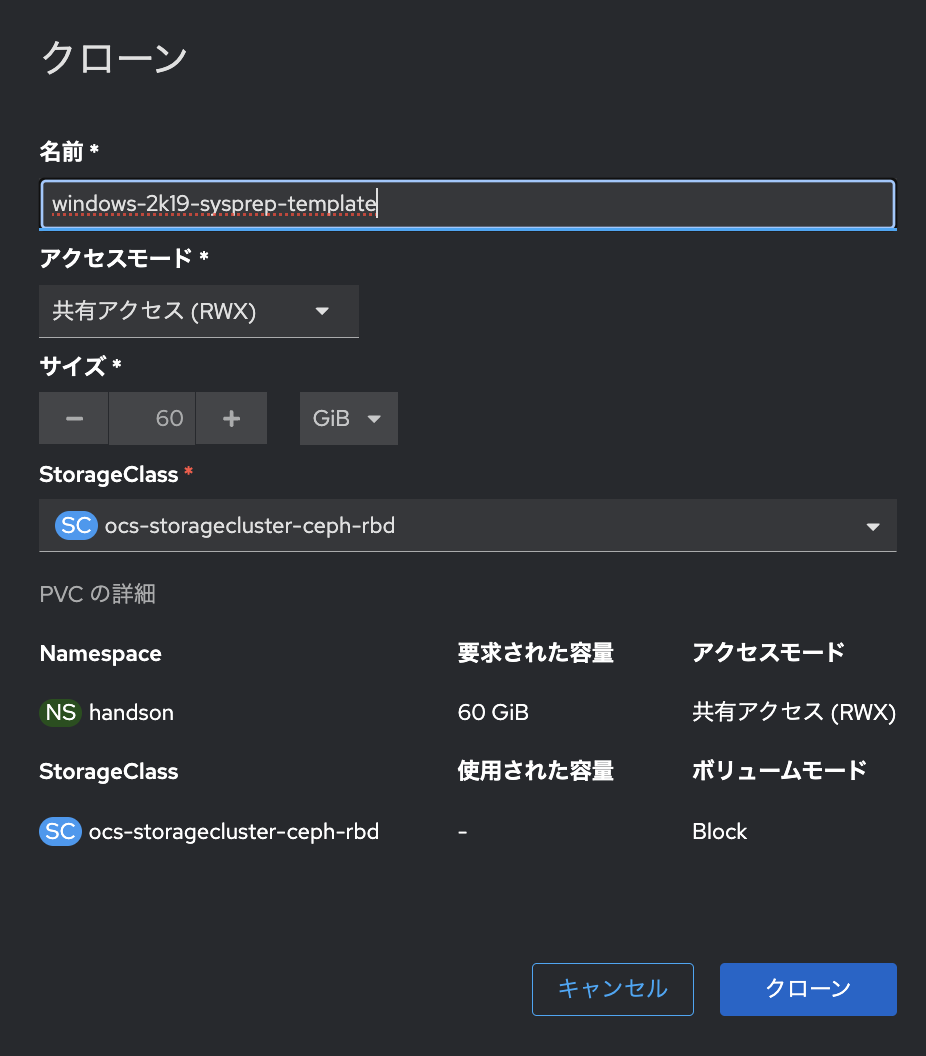 クローン
名前 *
windows-2k19-sysprep-template
アクセスモード *
共有アクセス (RWX)
サイズ *
60 GiB
StorageClass *
SC ocs-storagecluster-ceph-rbd
PVC の詳細
Namespace 要求された容量 アクセスモード
NS handson 60 GiB 共有アクセス (RWX)
StorageClass 使用された容量 ボリュームモード
SC ocs-storagecluster-ceph-rbd - Block
キャンセル クローン